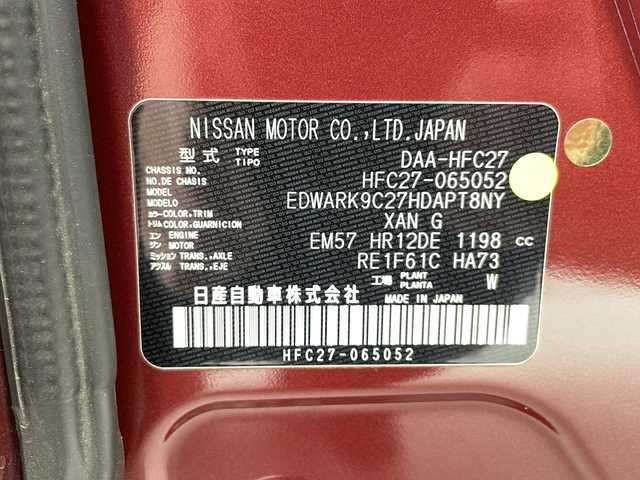 NISSAN MOTOR CO.,LTD.JAPAN
型式 TYPE TIPO DAA-HFC27
CHASSIS NO.
NO.DE CHASIS HFC27-065052
MODEL
MODELO EDWARK9C27HDAPT8NY
カラー COLOR,TRIM
トリム COLOR,GUARNICION XAN G
エン ENGINE
ジン MOTOR EM57 HR12DE 1198 cc
ミッション TRANS.,AXLE
アクスル TRANS.,EJE RE1F61C HA73
工場 PLANT PLANTA W
日産自動車株式会社 MADE IN JAPAN
HFC27-065052